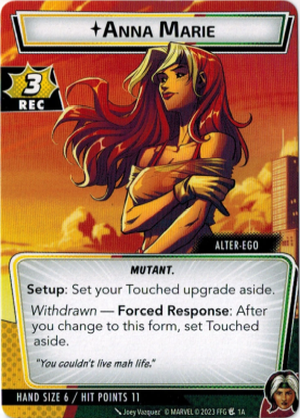 Anna Marie
3
REC
ALTER-EGO
MUTANT.
Setup: Set your Touched upgrade aside.
Withdrawn — Forced Response: After
you change to this form, set Touched
aside.
"You couldn't live mah life."
HAND SIZE 6 / HIT POINTS 11
Joey Vazquez © MARVEL © 2023 FFG 1A